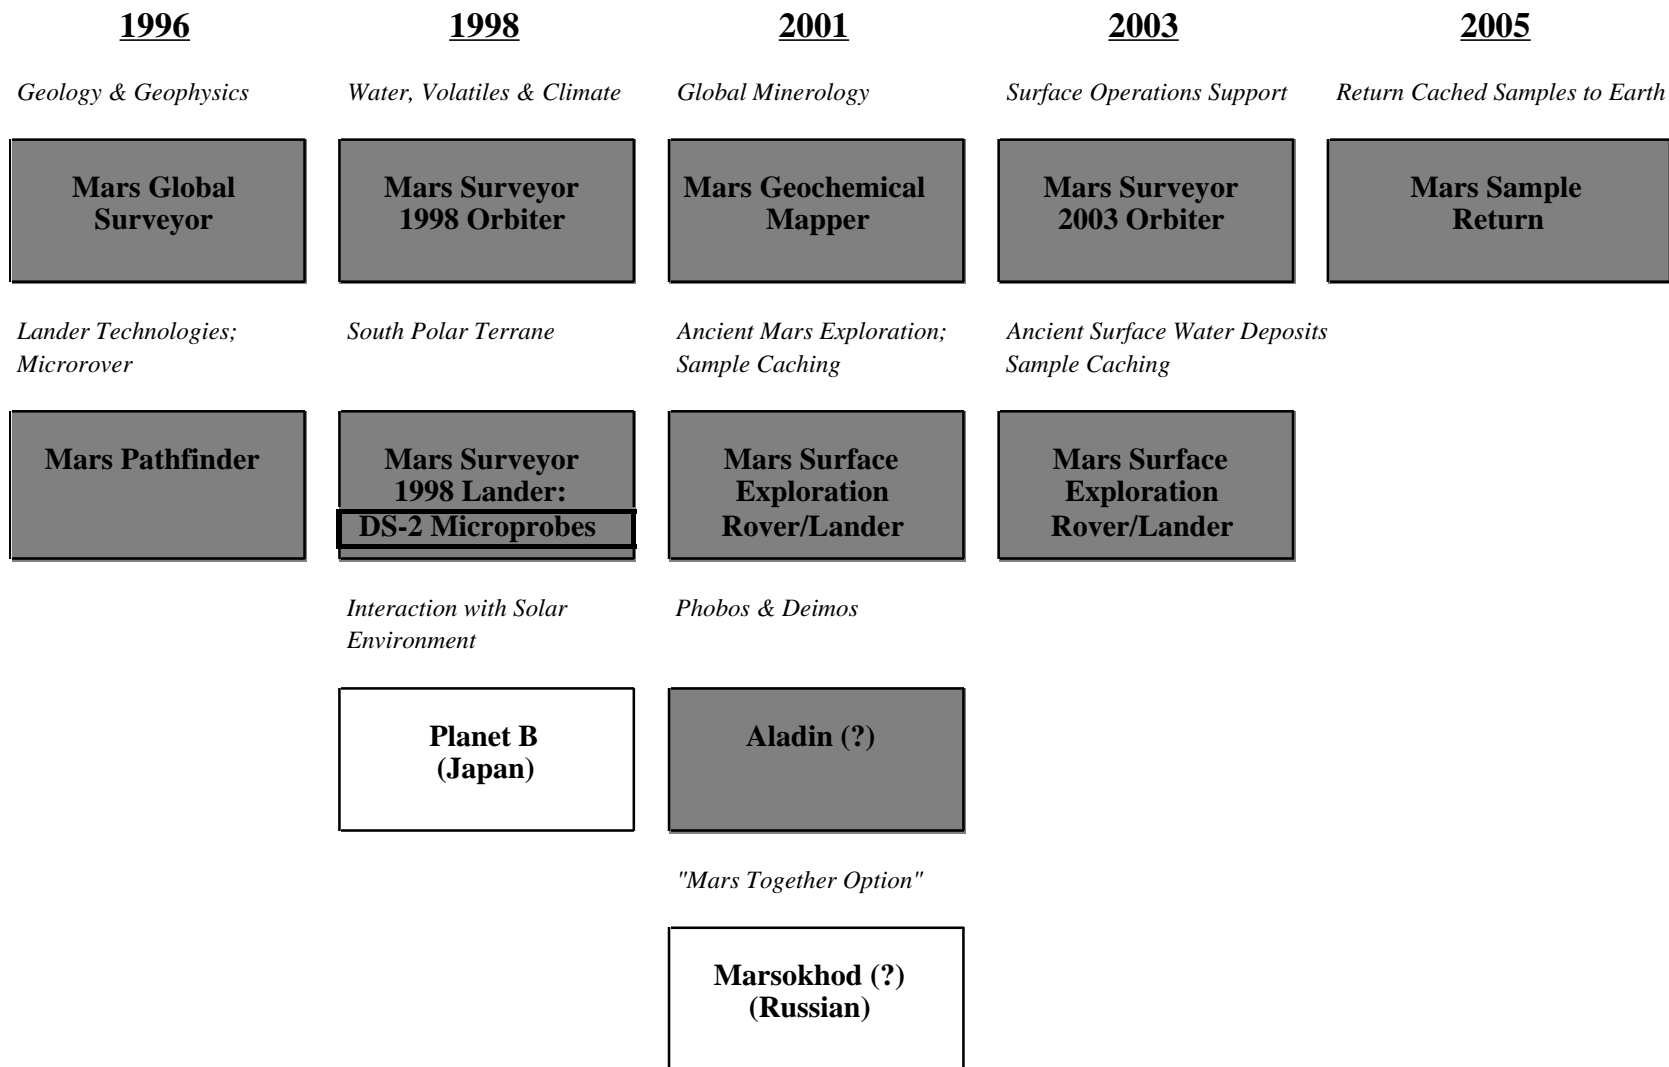 1996
1998
2001
2003
2005
Geology & Geophysics
Water, Volatiles & Climate
Global Minerology
Surface Operations Support
Return Cached Samples to Earth
Mars Global
Surveyor
Mars Surveyor
1998 Orbiter
Mars Geochemical
Mapper
Mars Surveyor
2003 Orbiter
Mars Sample
Return
Lander Technologies;
Microrover
South Polar Terrane
Ancient Mars Exploration;
Sample Caching
Ancient Surface Water Deposits
Sample Caching
Mars Pathfinder
Mars Surveyor
1998 Lander:
DS-2 Microprobes
Mars Surface
Exploration
Rover/Lander
Mars Surface
Exploration
Rover/Lander
Interaction with Solar
Environment
Phobos & Deimos
Planet B
(Japan)
Aladin (?)
"Mars Together Option"
Marsokhod (?)
(Russian)